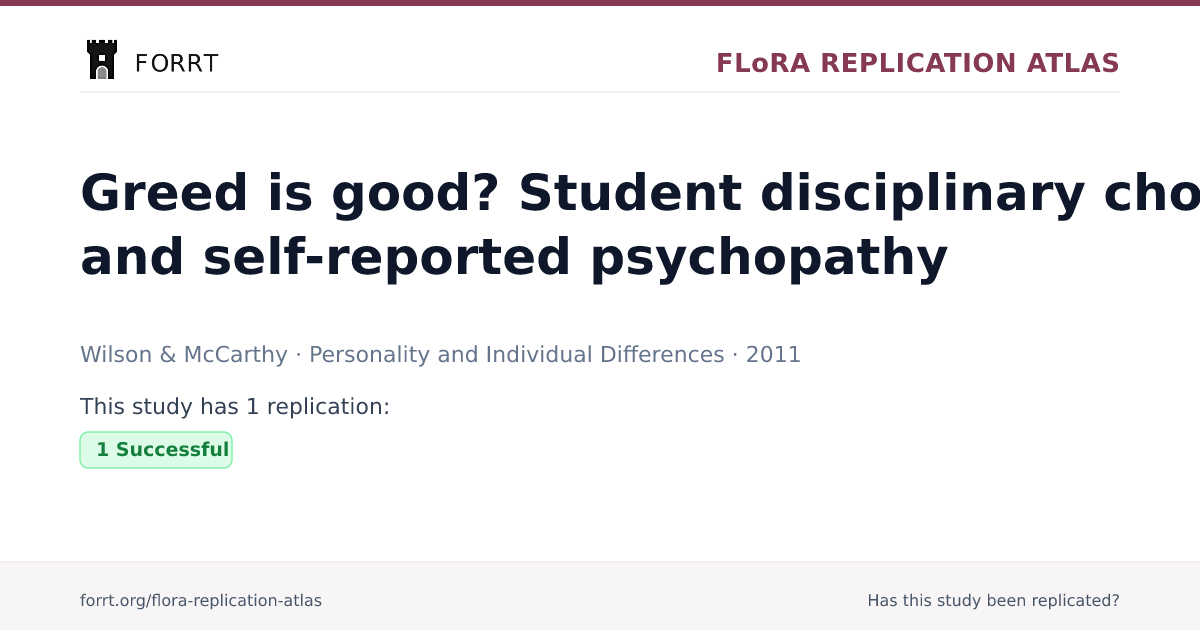 FORRT
FLoRA REPLICATION ATLAS
Greed is good? Student disciplinary cho
and self-reported psychopathy
Wilson & McCarthy · Personality and Individual Differences · 2011
This study has 1 replication:
1 Successful
forrt.org/flora-replication-atlas
Has this study been replicated?